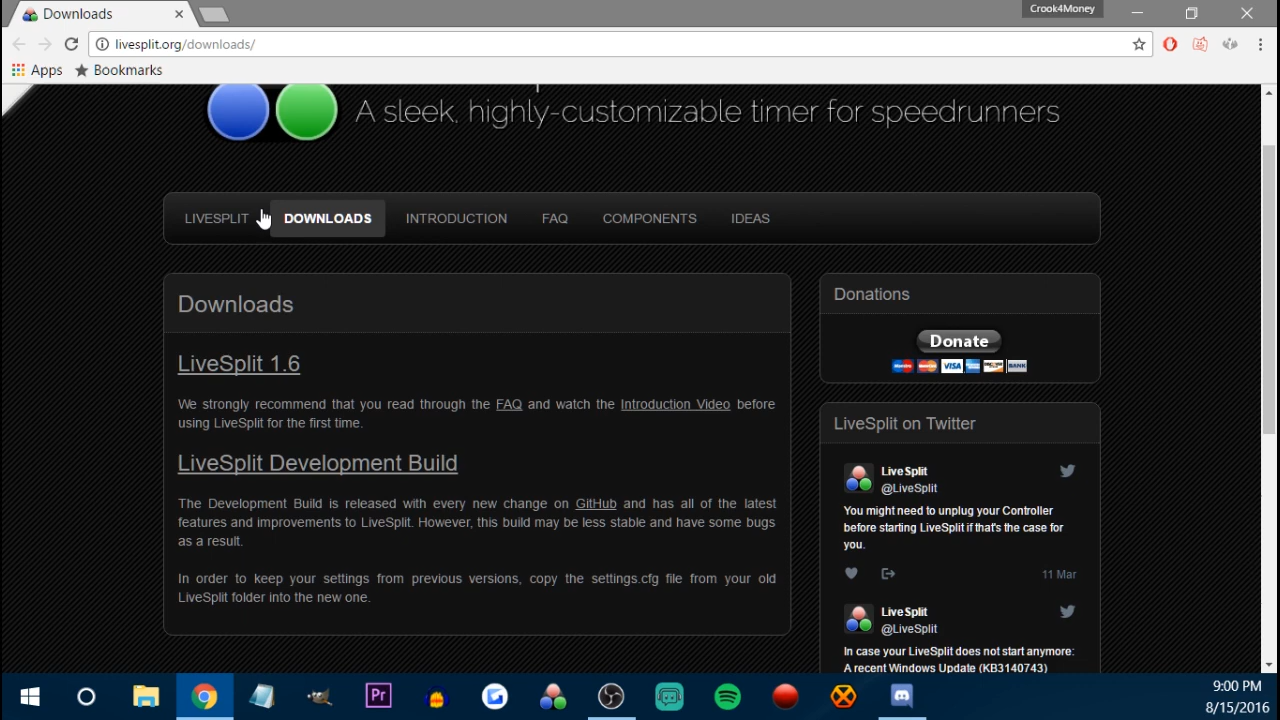 Downloads
Crook4Money
livesplit.org/downloads/
Apps Bookmarks
A sleek, highly-customizable timer for speedrunners
LIVESPLIT DOWNLOADS INTRODUCTION FAQ COMPONENTS IDEAS
Downloads
LiveSplit 1.6
We strongly recommend that you read through the FAQ and watch the Introduction Video before
using LiveSplit for the first time.
LiveSplit Development Build
The Development Build is released with every new change on GitHub and has all of the latest
features and improvements to LiveSplit. However, this build may be less stable and have some bugs
as a result.
In order to keep your settings from previous versions, copy the settings.cfg file from your old
LiveSplit folder into the new one.
Donations
Donate
VISA
BANK
LiveSplit on Twitter
LiveSplit
@LiveSplit
You might need to unplug your Controller
before starting LiveSplit if that's the case for
you.
11 Mar
LiveSplit
@LiveSplit
In case your LiveSplit does not start anymore:
A recent Windows Update (KB3140743)
Pr
9:00 PM
8/15/2016